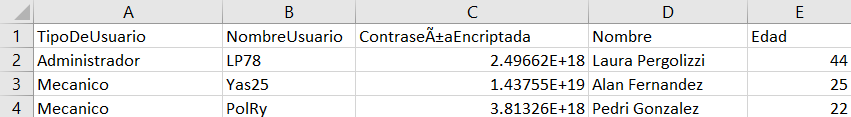 A B C D E
1 TipoDeUsuario NombreUsuario ContraseÃ±aEncriptada Nombre Edad
2 Administrador LP78 2.49662E+18 Laura Pergolizzi 44
3 Mecanico Yas25 1.43755E+19 Alan Fernandez 25
4 Mecanico PolRy 3.81326E+18 Pedri Gonzalez 22